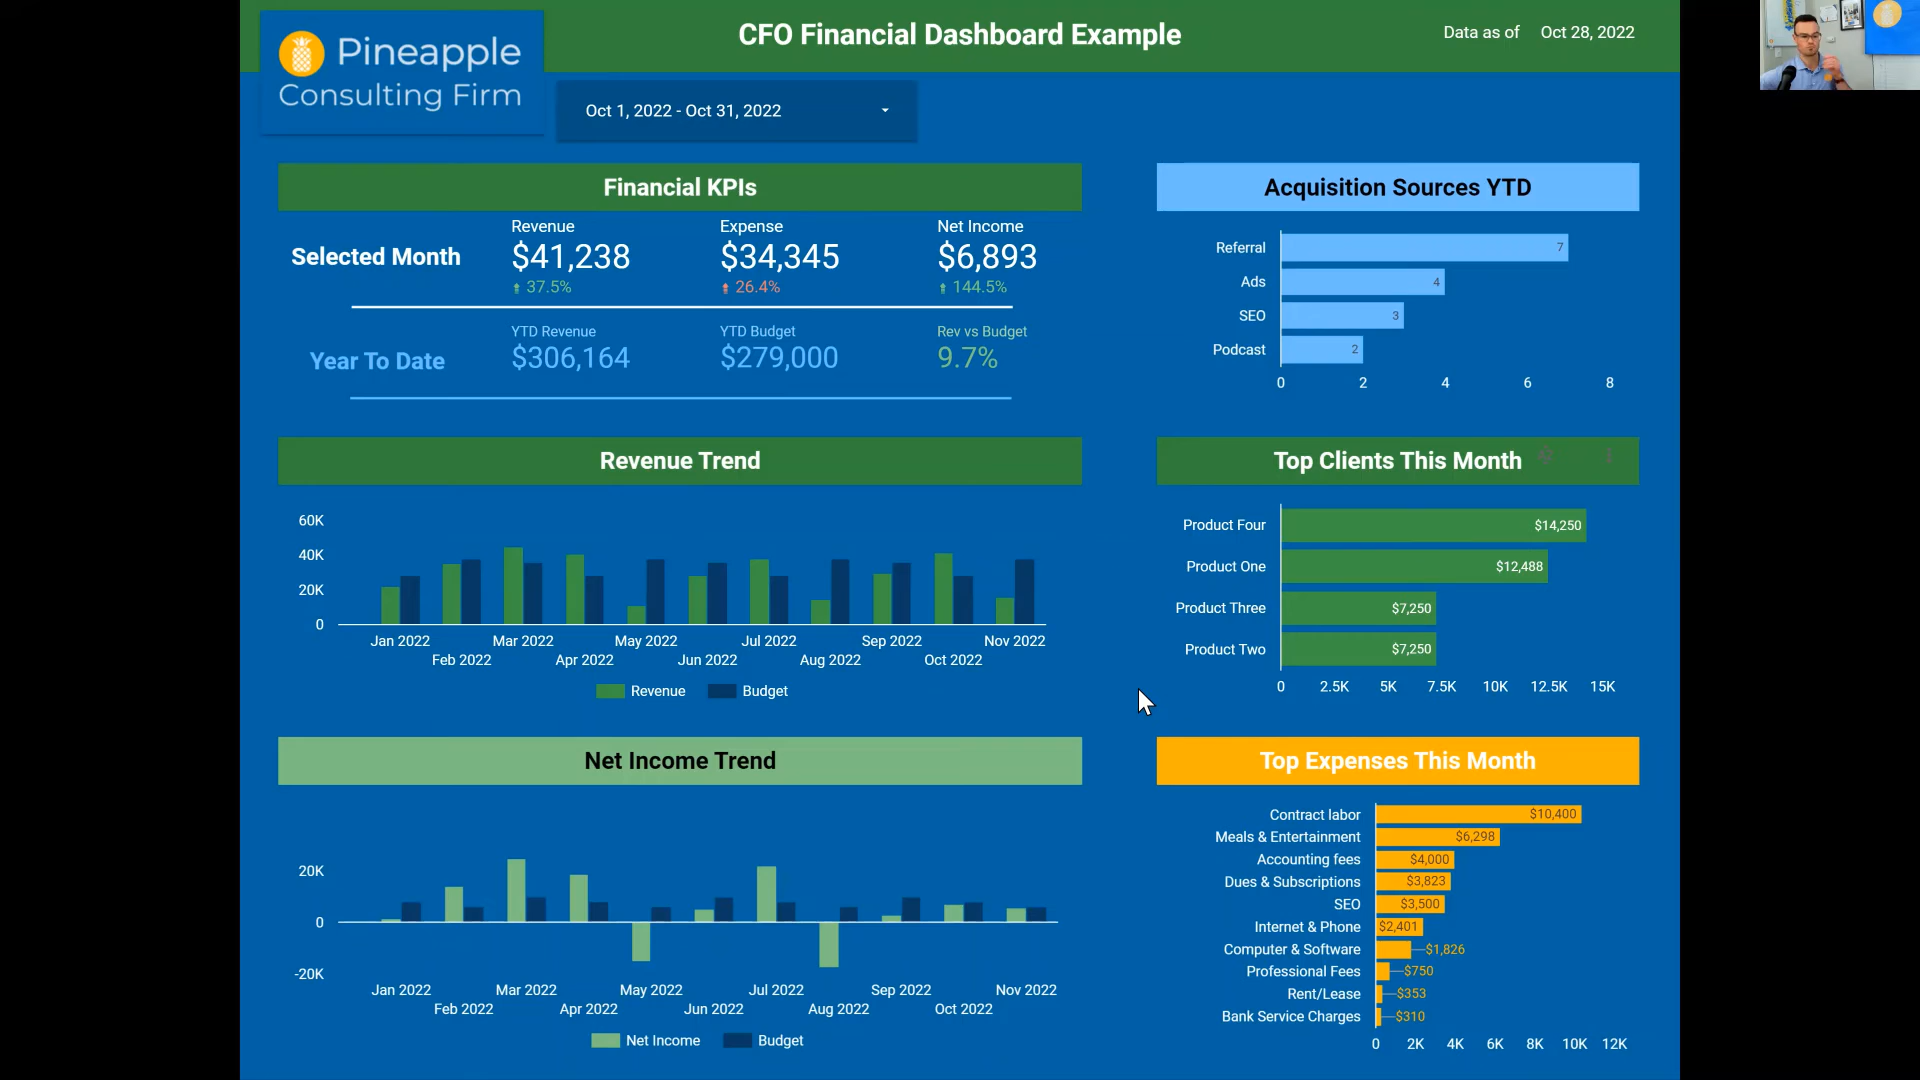 Pineapple
Consulting Firm
CFO Financial Dashboard Example
Data as of Oct 28, 2022
Oct 1, 2022 - Oct 31, 2022
Financial KPIs
Revenue Expense Net Income
Selected Month $41,238 $34,345 $6,893
37.5% 26.4% 144.5%
YTD Revenue YTD Budget Rev vs Budget
Year To Date $306,164 $279,000 9.7%
Acquisition Sources YTD
Referral 7
Ads 4
SEO 3
Podcast 2
0 2 4 6 8
Revenue Trend
60K
40K
20K
0
Jan 2022 Mar 2022 May 2022 Jul 2022 Sep 2022 Nov 2022
Feb 2022 Apr 2022 Jun 2022 Aug 2022 Oct 2022
Revenue Budget
Top Clients This Month
Product Four $14,250
Product One $12,488
Product Three $7,250
Product Two $7,250
0 2.5K 5K 7.5K 10K 12.5K 15K
Net Income Trend
20K
0
-20K
Jan 2022 Mar 2022 May 2022 Jul 2022 Sep 2022 Nov 2022
Feb 2022 Apr 2022 Jun 2022 Aug 2022 Oct 2022
Net Income Budget
Top Expenses This Month
Contract labor $10,400
Meals & Entertainment $6,298
Accounting fees $4,000
Dues & Subscriptions $3,823
SEO $3,500
Internet & Phone $2,401
Computer & Software $1,826
Professional Fees $750
Rent/Lease $353
Bank Service Charges $310
0 2K 4K 6K 8K 10K 12K